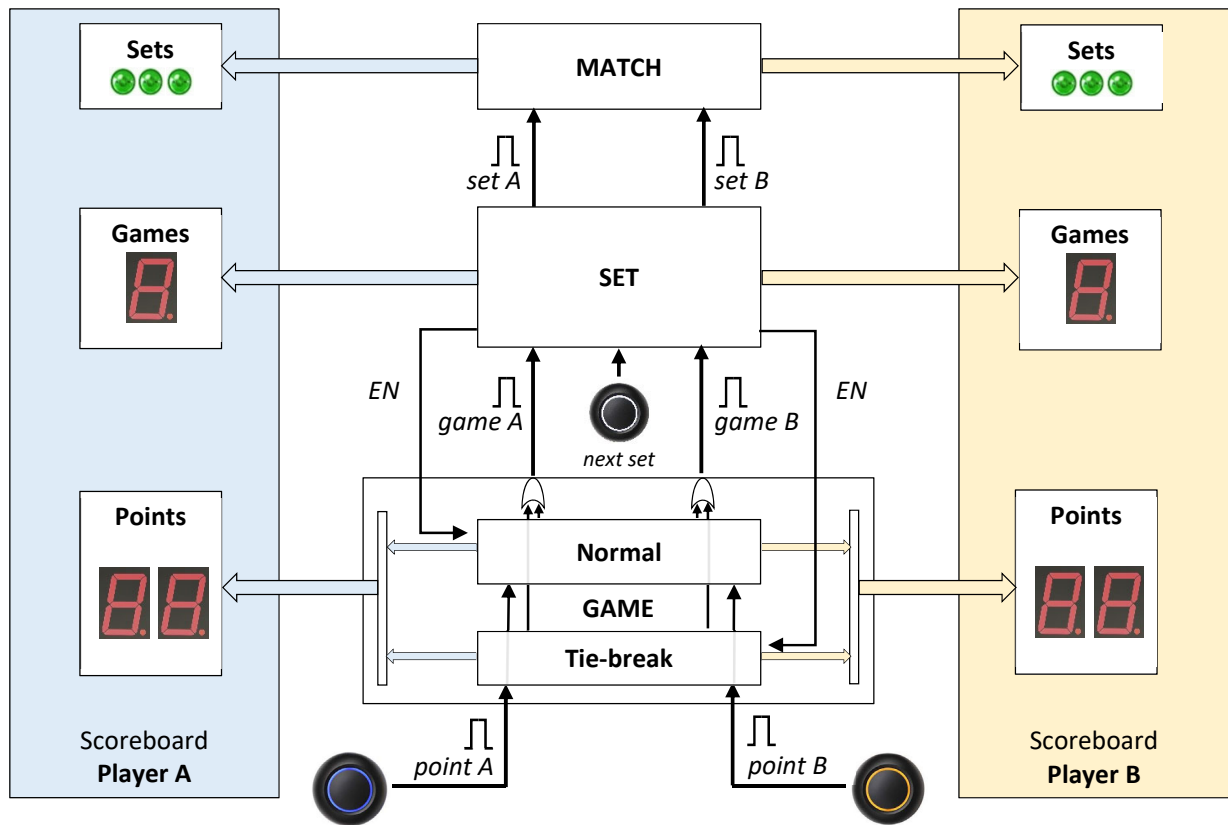 Sets
MATCH
Sets
set A
set B
Games
SET
Games
EN
game A
game B
EN
next set
Points
Normal
Points
GAME
Tie-break
point A
point B
Scoreboard
Player A
Scoreboard
Player B